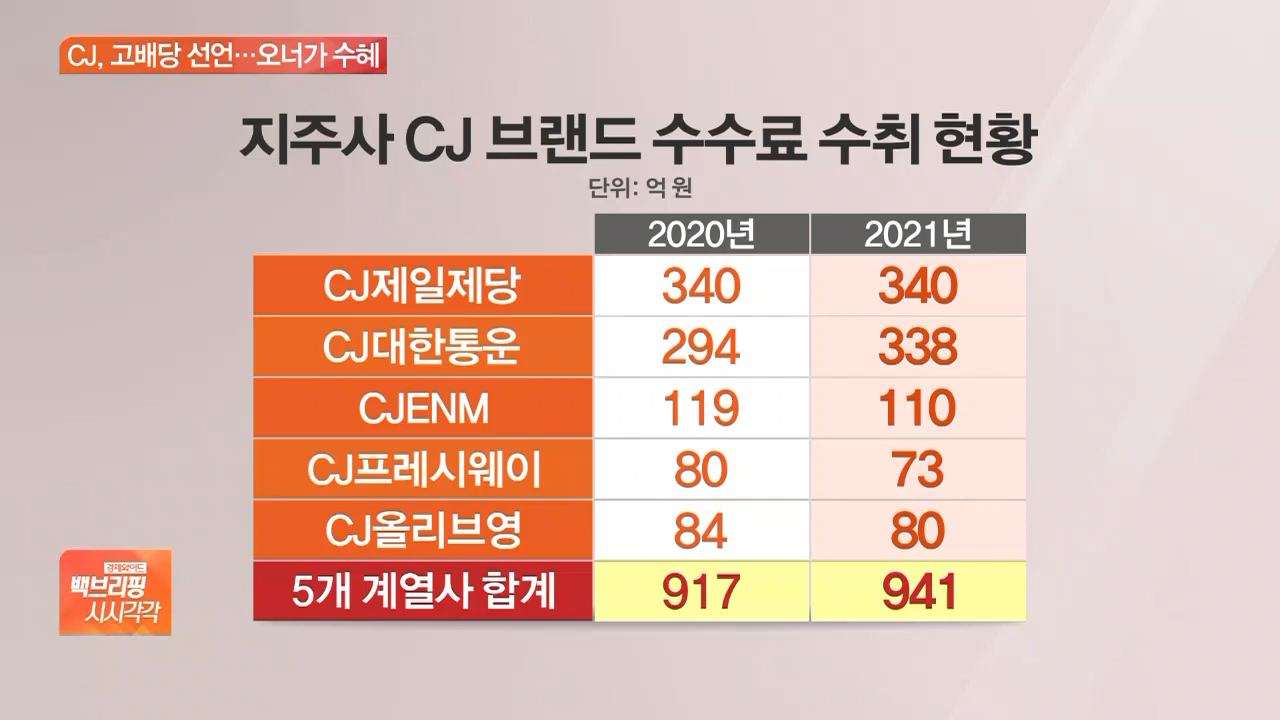 CJ, 고배당 선언…오너가 수혜
지주사 CJ 브랜드 수수료 수취 현황
단위: 억 원
2020년 2021년
CJ제일제당 340 340
CJ대한통운 294 338
CJENM 119 110
CJ프레시웨이 80 73
CJ올리브영 84 80
5개 계열사 합계 917 941
경제와이드
백브리핑
시시각각